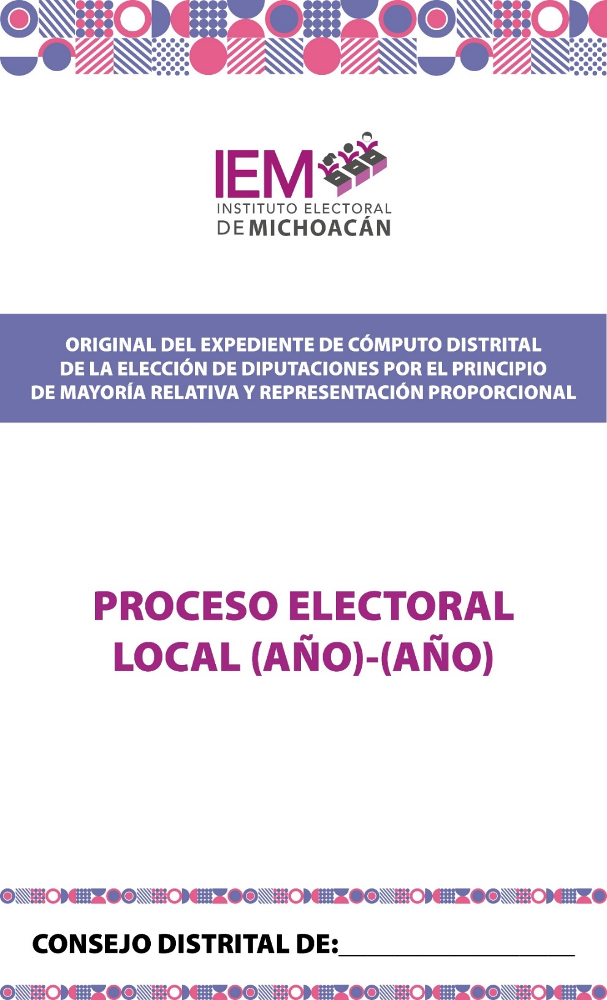 IEM
INSTITUTO ELECTORAL
DE MICHOACÁN
ORIGINAL DEL EXPEDIENTE DE CÓMPUTO DISTRITAL
DE LA ELECCIÓN DE DIPUTACIONES POR EL PRINCIPIO
DE MAYORÍA RELATIVA Y REPRESENTACIÓN PROPORCIONAL
PROCESO ELECTORAL
LOCAL (AÑO)-(AÑO)
CONSEJO DISTRITAL DE:__________________